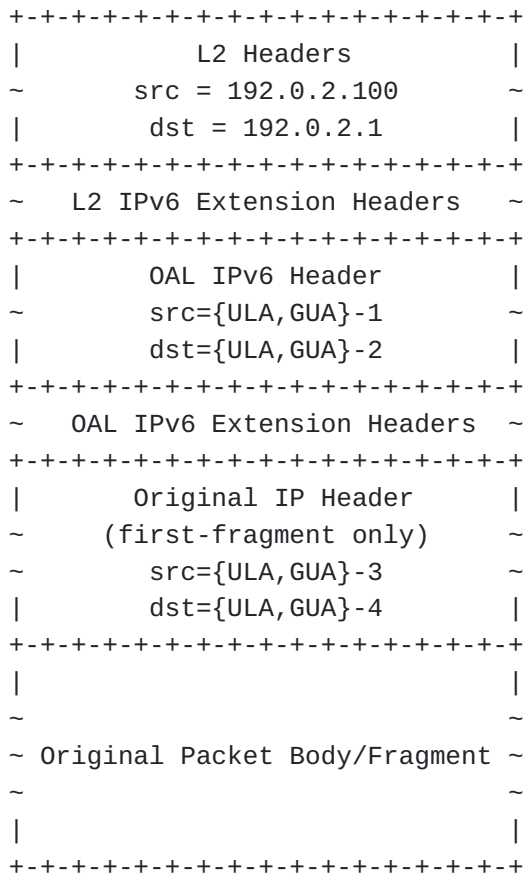 +-+-+-+-+-+-+-+-+-+-+-+-+-+-+-+-+
|           L2 Headers          |
~       src = 192.0.2.100       ~
|        dst = 192.0.2.1        |
+-+-+-+-+-+-+-+-+-+-+-+-+-+-+-+-+
~   L2 IPv6 Extension Headers   ~
+-+-+-+-+-+-+-+-+-+-+-+-+-+-+-+-+
|        OAL IPv6 Header        |
~        src={ULA,GUA}-1        ~
|        dst={ULA,GUA}-2        |
+-+-+-+-+-+-+-+-+-+-+-+-+-+-+-+-+
~   OAL IPv6 Extension Headers  ~
+-+-+-+-+-+-+-+-+-+-+-+-+-+-+-+-+
|       Original IP Header      |
~     (first-fragment only)     ~
~        src={ULA,GUA}-3        ~
|        dst={ULA,GUA}-4        |
+-+-+-+-+-+-+-+-+-+-+-+-+-+-+-+-+
|                               |
~                               ~
~ Original Packet Body/Fragment ~
~                               ~
|                               |
+-+-+-+-+-+-+-+-+-+-+-+-+-+-+-+-+